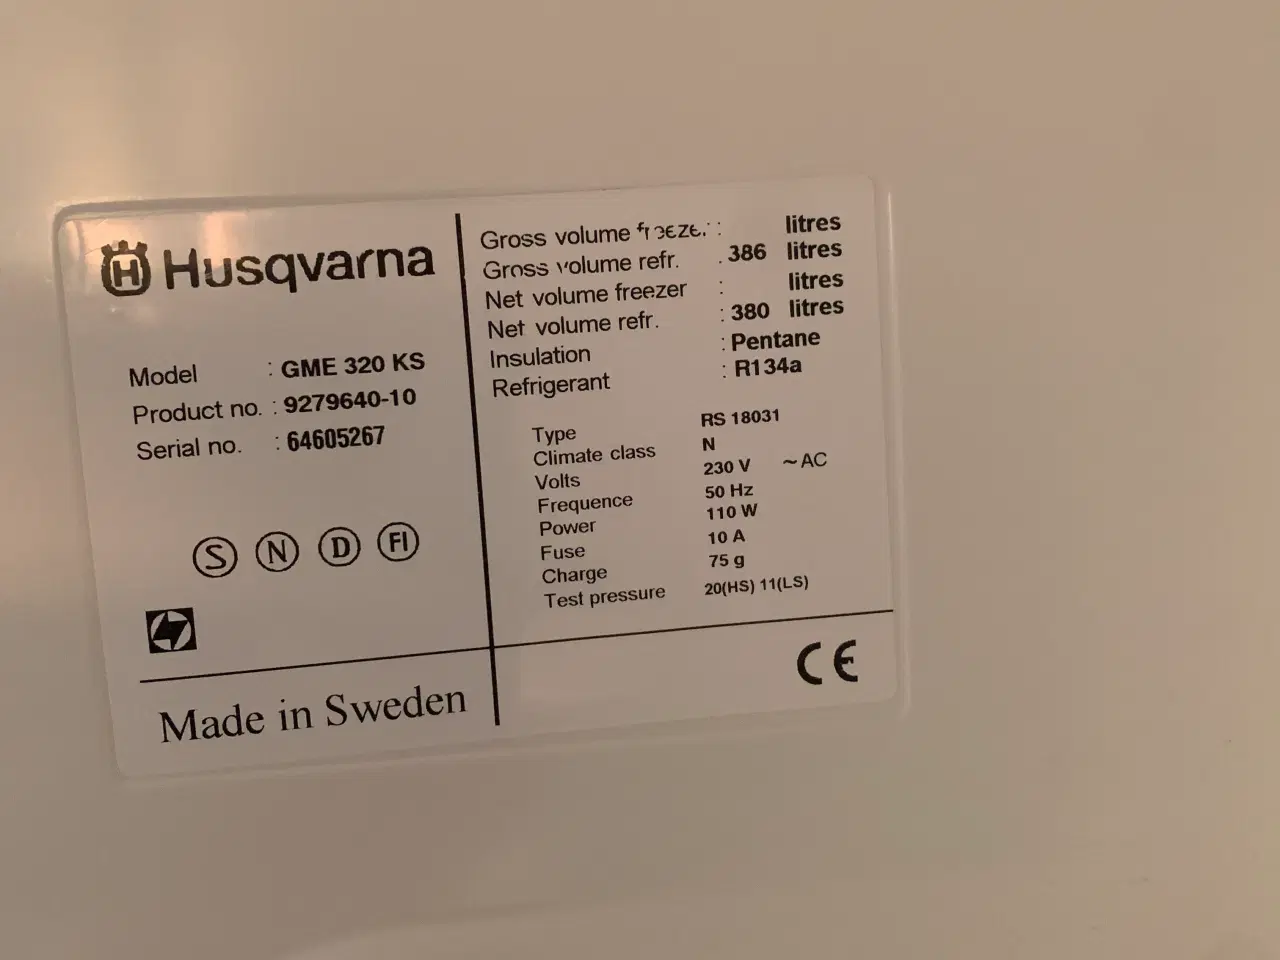 Husqvarna
Model : GME 320 KS
Product no. : 9279640-10
Serial no. : 64605267
S N D FI
Made in Sweden
Gross volume freezer : litres
Gross volume refr. : 386 litres
Net volume freezer : litres
Net volume refr. : 380 litres
Insulation : Pentane
Refrigerant : R134a
Type RS 18031
Climate class N
Volts 230 V ~AC
Frequence 50 Hz
Power 110 W
Fuse 10 A
Charge 75 g
Test pressure 20(HS) 11(LS)
CE